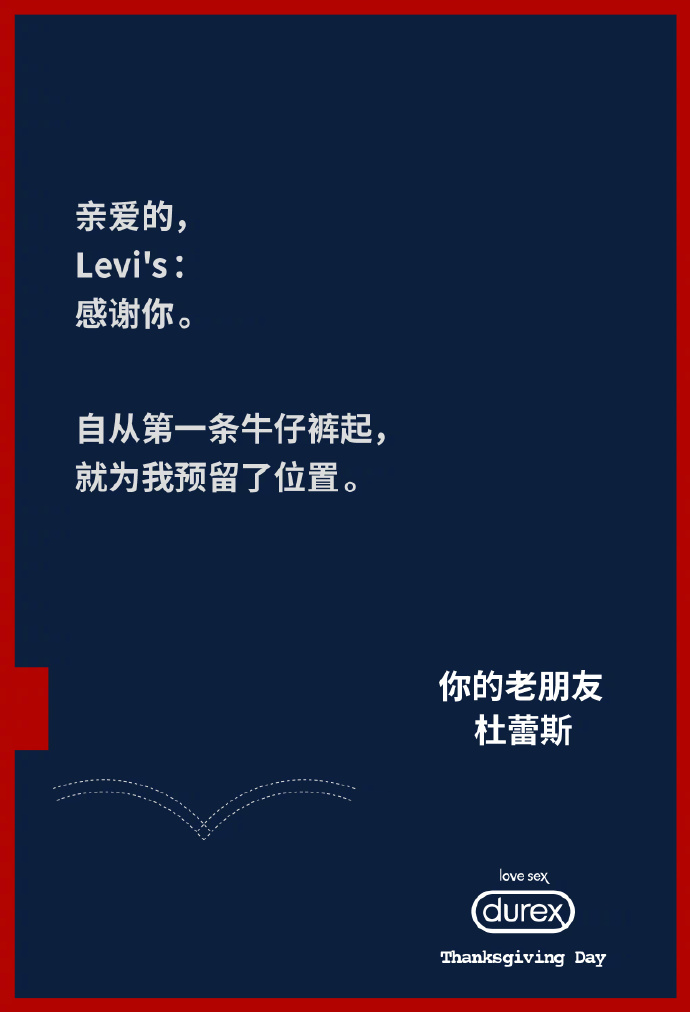 亲爱的，
Levi's：
感谢你。
自从第一条牛仔裤起，
就为我预留了位置。
你的老朋友
杜蕾斯
love sex
durex
Thanksgiving Day